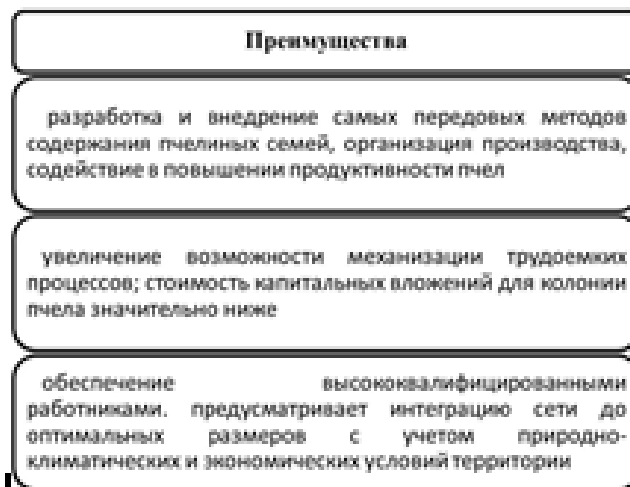 Преимущества
разработка и внедрение самых передовых методов
содержания пчелиных семей, организация производства,
содействие в повышении продуктивности пчел
увеличение возможности механизации трудоемких
процессов; стоимость капитальных вложений для колонии
пчела значительно ниже
обеспечение высококвалифицированными
работниками. предусматривает интеграцию сети до
оптимальных размеров с учетом природно-
климатических и экономических условий территории